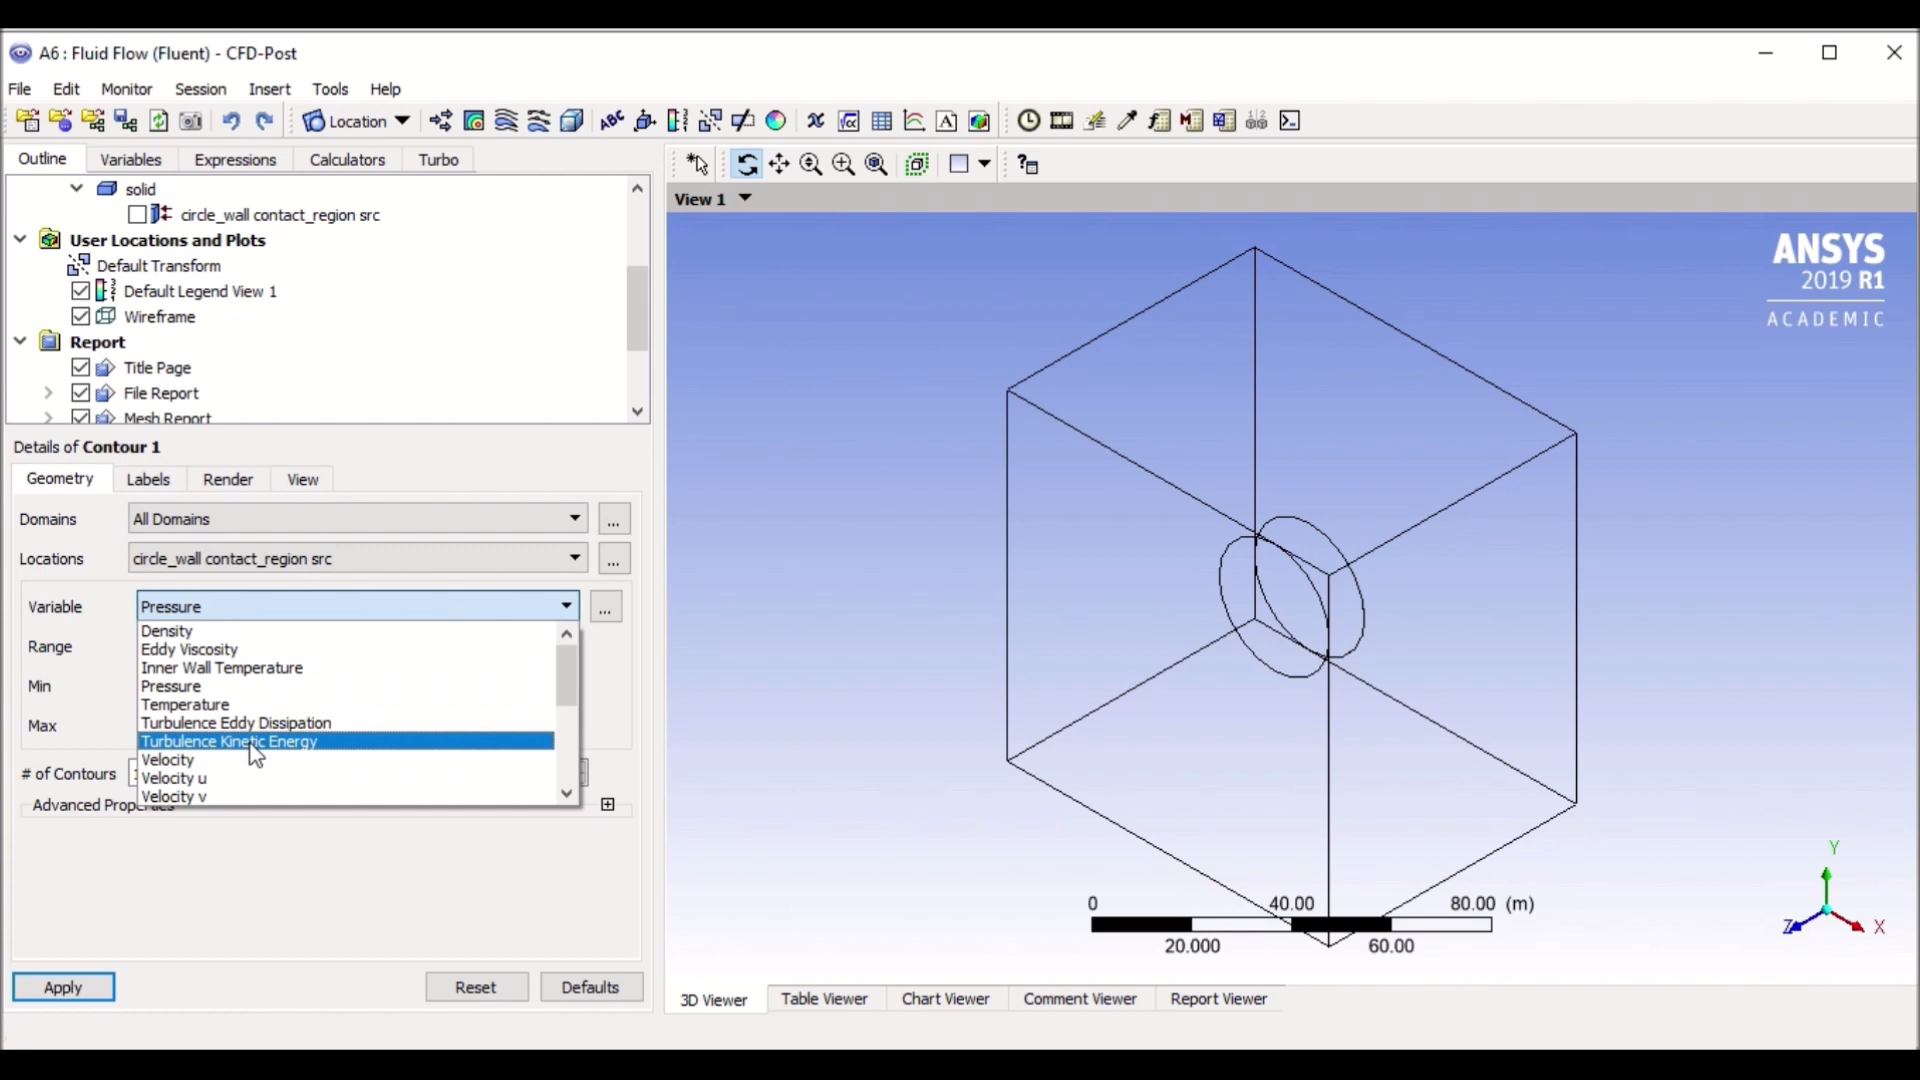 A6 : Fluid Flow (Fluent) - CFD-Post
File Edit Monitor Session Insert Tools Help
Location
Outline Variables Expressions Calculators Turbo
solid
circle_wall contact_region src
User Locations and Plots
Default Transform
Default Legend View 1
Wireframe
Report
Title Page
File Report
Mesh Report
Details of Contour 1
Geometry Labels Render View
Domains All Domains ...
Locations circle_wall contact_region src ...
Variable Pressure ...
Range
Min
Max
Density
Eddy Viscosity
Inner Wall Temperature
Pressure
Temperature
Turbulence Eddy Dissipation
Turbulence Kinetic Energy
Velocity
Velocity u
Velocity v
# of Contours
Advanced Properties
Apply Reset Defaults
View 1
ANSYS
2019 R1
ACADEMIC
0 40.00 80.00 (m)
20.000 60.00
Y
Z X
3D Viewer Table Viewer Chart Viewer Comment Viewer Report Viewer